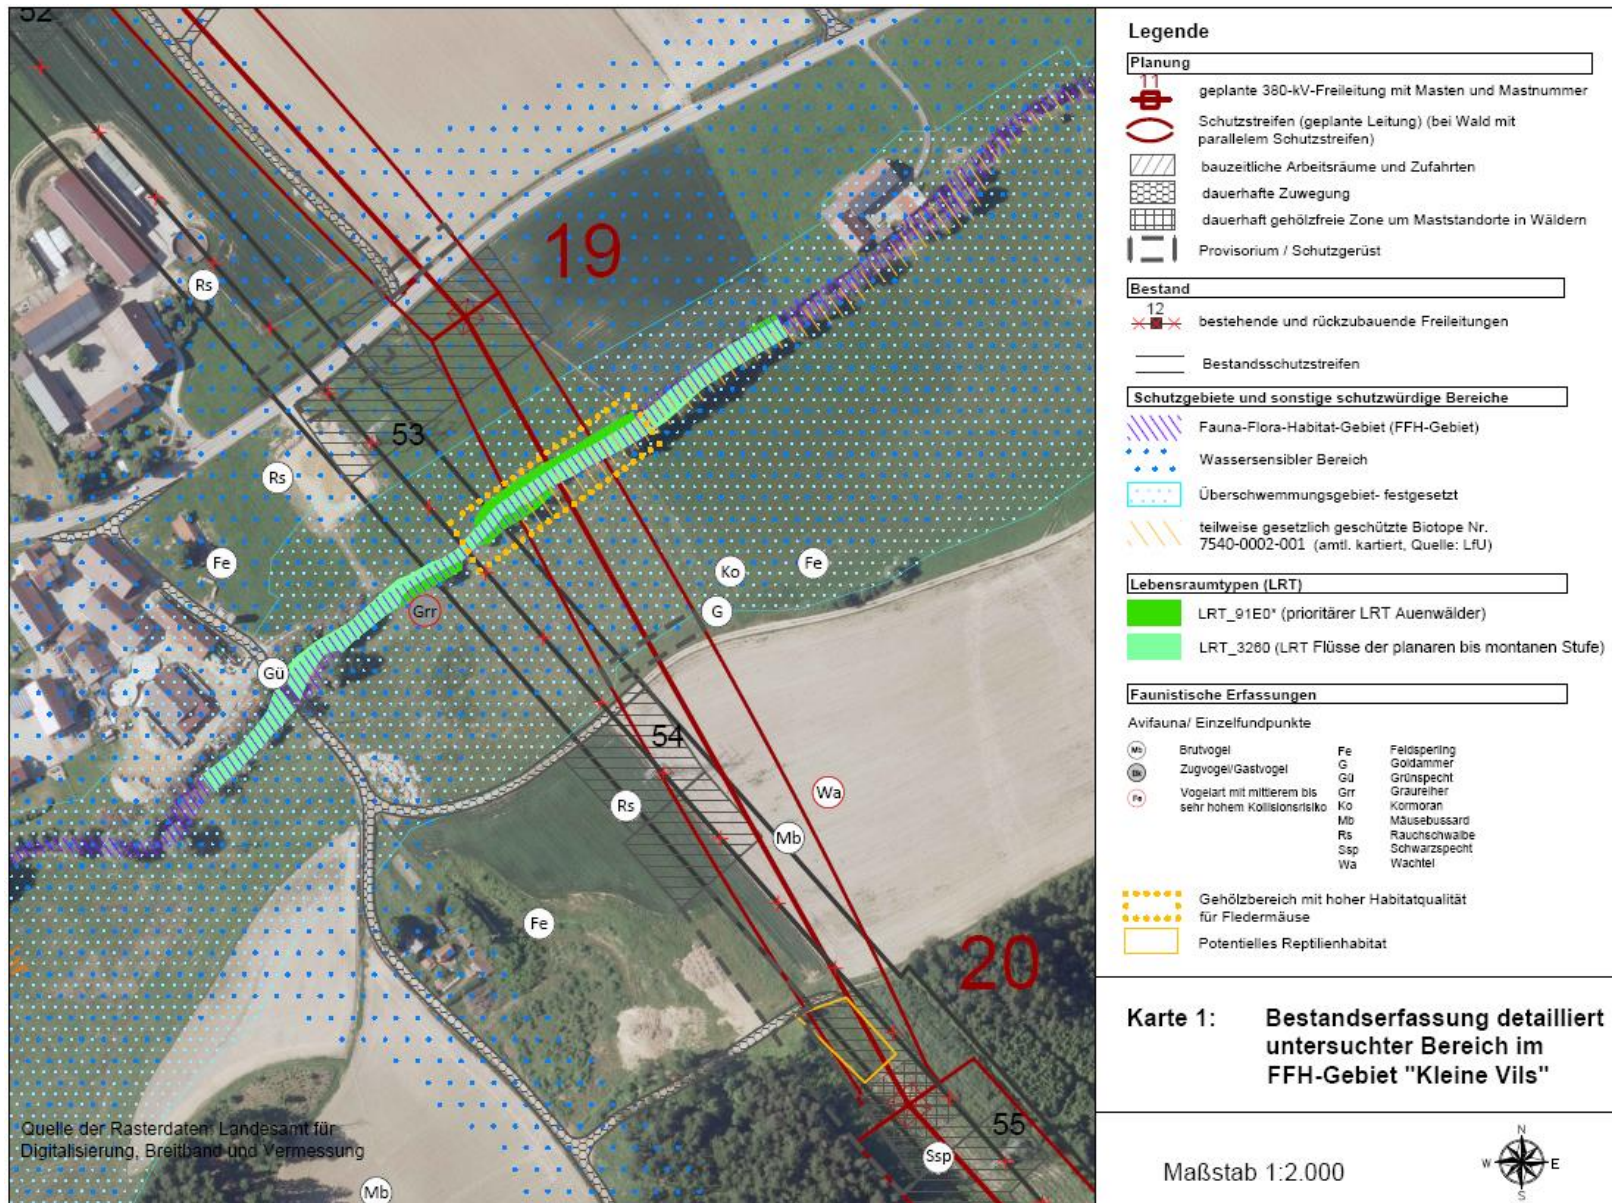 52
19
Rs
53
Rs
Fe
Ko
Fe
Grr
G
Gü
54
Wa
Rs
Mb
Fe
20
55
Ssp
Mb
Quelle der Rasterdaten: Landesamt für
Digitalisierung, Breitband und Vermessung
Legende
Planung
11
geplante 380-kV-Freileitung mit Masten und Mastnummer
Schutzstreifen (geplante Leitung) (bei Wald mit
parallelem Schutzstreifen)
bauzeitliche Arbeitsräume und Zufahrten
dauerhafte Zuwegung
dauerhaft gehölzfreie Zone um Maststandorte in Wäldern
Provisorium / Schutzgerüst
Bestand
12
bestehende und rückzubauende Freileitungen
Bestandsschutzstreifen
Schutzgebiete und sonstige schutzwürdige Bereiche
Fauna-Flora-Habitat-Gebiet (FFH-Gebiet)
Wassersensibler Bereich
Überschwemmungsgebiet- festgesetzt
teilweise gesetzlich geschützte Biotope Nr.
7540-0002-001 (amtl. kartiert, Quelle: LfU)
Lebensraumtypen (LRT)
LRT_91E0* (prioritärer LRT Auenwälder)
LRT_3260 (LRT Flüsse der planaren bis montanen Stufe)
Faunistische Erfassungen
Avifauna/ Einzelfundpunkte
Mb Brutvogel
Zugvogel/Gastvogel
Fe Vogelart mit mittlerem bis
sehr hohem Kollisionsrisiko
Fe Feldsperling
G Goldammer
Gü Grünspecht
Grr Graureiher
Ko Kormoran
Mb Mäusebussard
Rs Rauchschwalbe
Ssp Schwarzspecht
Wa Wachtel
Gehölzbereich mit hoher Habitatqualität
für Fledermäuse
Potentielles Reptilienhabitat
Karte 1: Bestandserfassung detailliert
untersuchter Bereich im
FFH-Gebiet "Kleine Vils"
Maßstab 1:2.000
N
W E
S